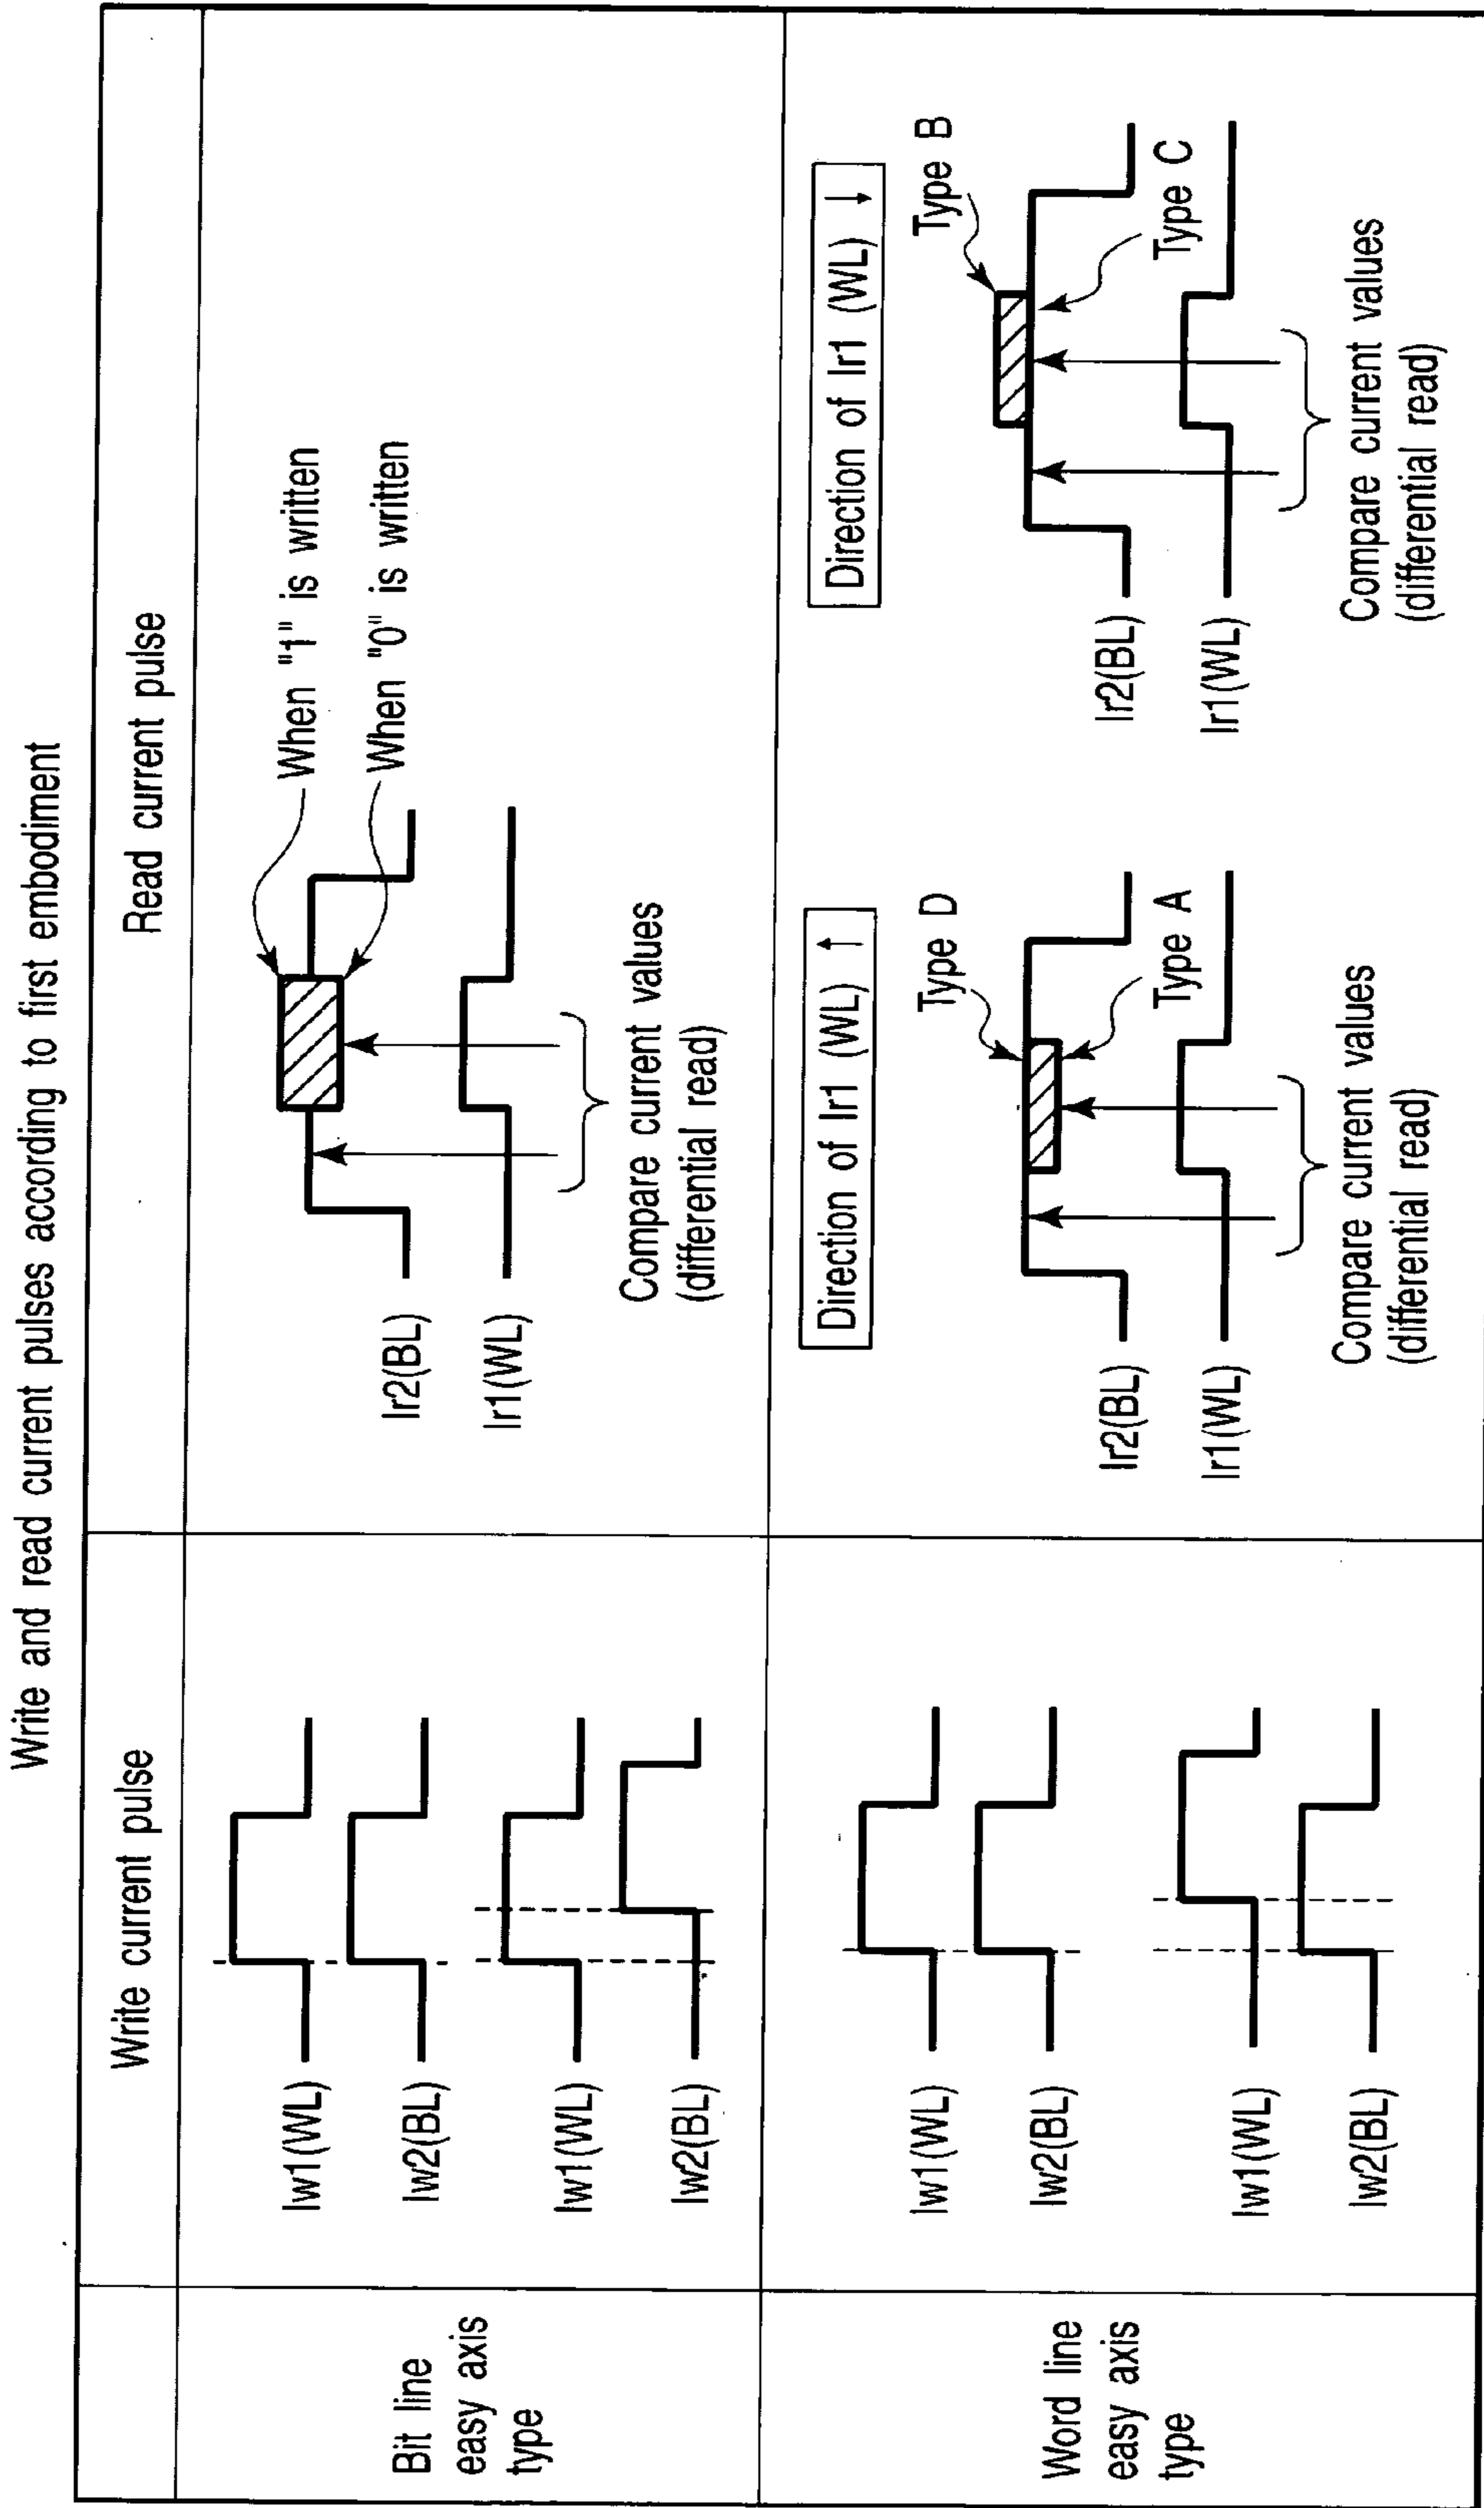 Write and read current pulses according to first embodiment
Write current pulse
Read current pulse
Bit line
easy axis
type
Iw1(WL)
Iw2(BL)
Iw1(WL)
Iw2(BL)
When "1" is written
When "0" is written
Ir2(BL)
Ir1(WL)
Compare current values
(differential read)
Word line
easy axis
type
Iw1(WL)
Iw2(BL)
Iw1(WL)
Iw2(BL)
Direction of Ir1 (WL) ↑
Type D
Ir2(BL)
Type A
Ir1(WL)
Compare current values
(differential read)
Direction of Ir1 (WL) ↓
Type B
Ir2(BL)
Type C
Ir1(WL)
Compare current values
(differential read)